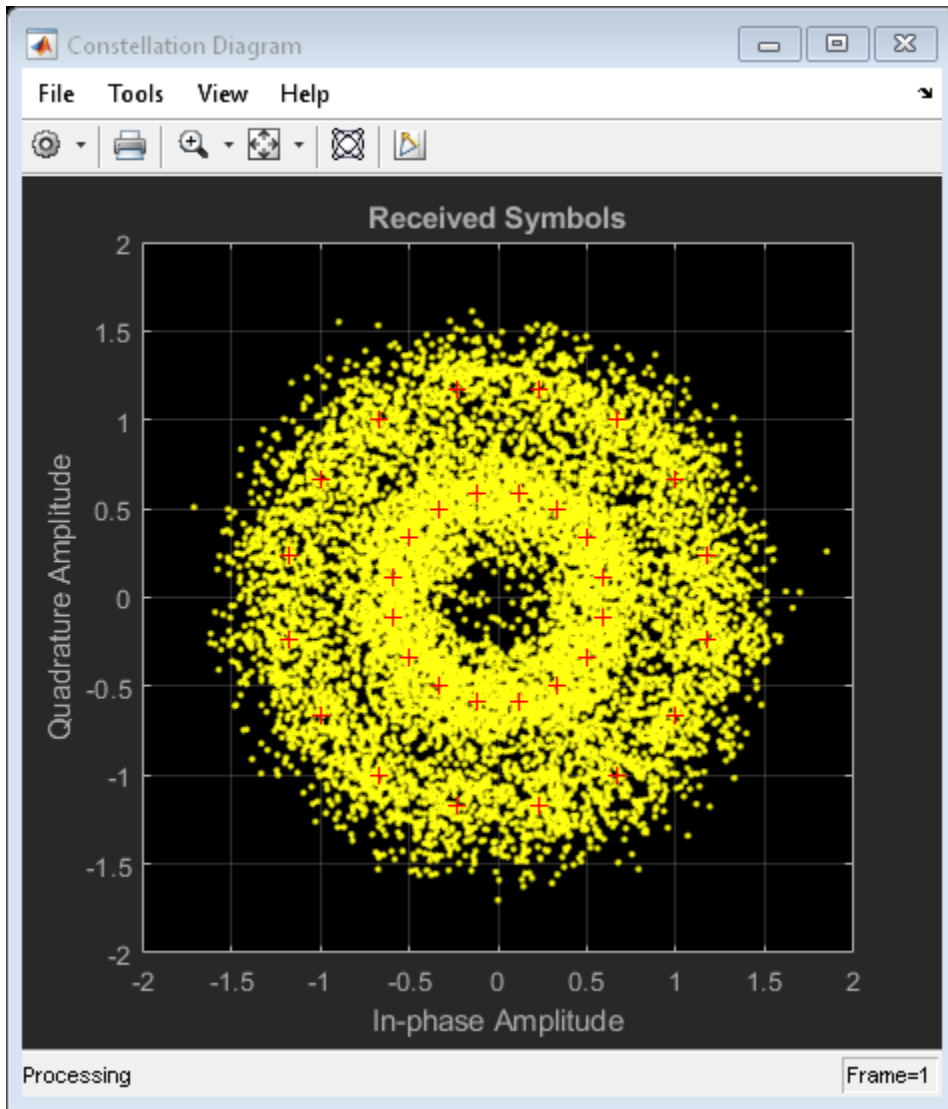 Constellation Diagram
File Tools View Help
Received Symbols
2
1.5
1
0.5
0
-0.5
-1
-1.5
-2
Quadrature Amplitude
-2 -1.5 -1 -0.5 0 0.5 1 1.5 2
In-phase Amplitude
Processing Frame=1